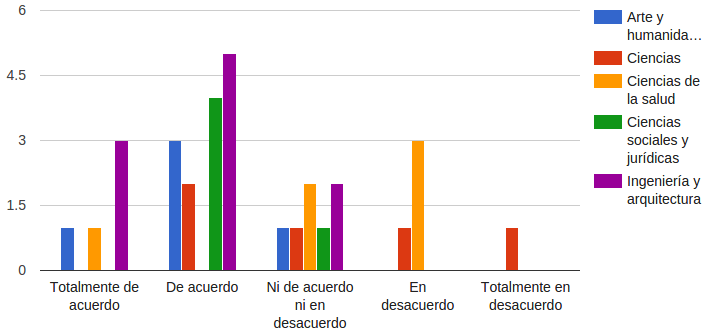 6
4.5
3
1.5
0
Totalmente de
acuerdo
De acuerdo
Ni de acuerdo
ni en
desacuerdo
En
desacuerdo
Totalmente en
desacuerdo
Arte y
humanida…
Ciencias
Ciencias de
la salud
Ciencias
sociales y
jurídicas
Ingeniería y
arquitectura